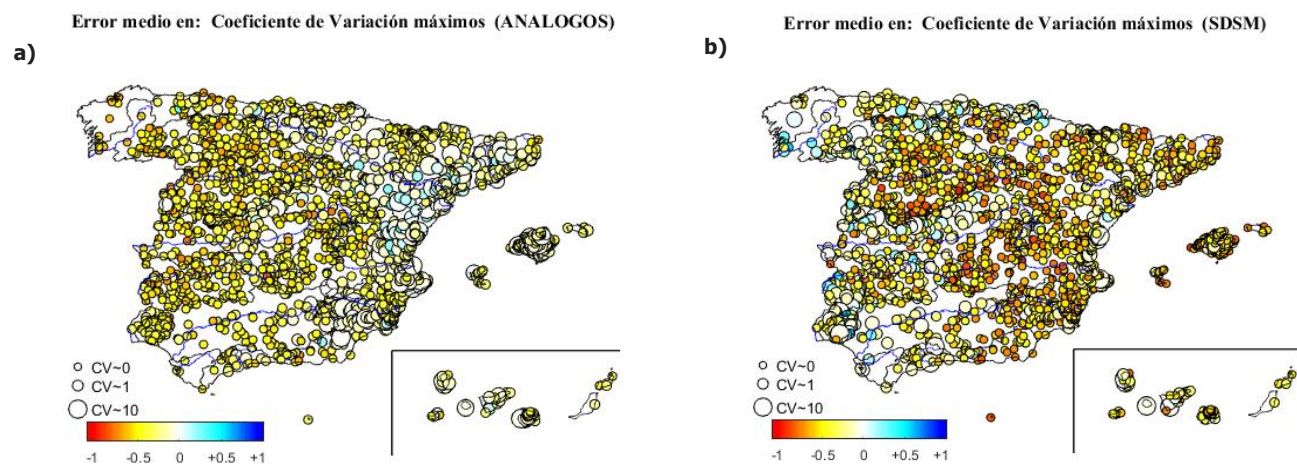 Error medio en: Coeficiente de Variación máximos (ANALOGOS)
a)
CV~0
CV~1
CV~10
-1 -0.5 0 +0.5 +1
Error medio en: Coeficiente de Variación máximos (SDSM)
b)
CV~0
CV~1
CV~10
-1 -0.5 0 +0.5 +1